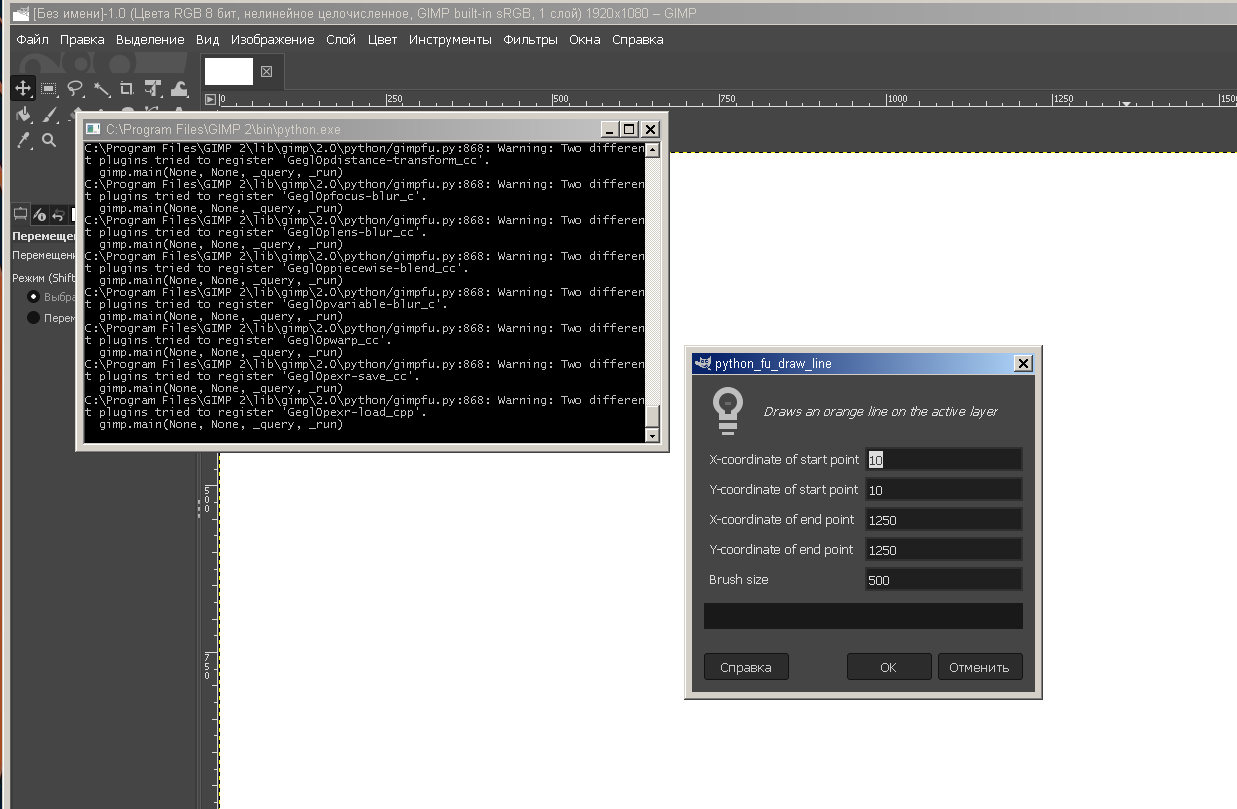 [Без имени]-1.0 (Цвета RGB 8 бит, нелинейное целочисленное, GIMP built-in sRGB, 1 слой) 1920x1080 – GIMP
Файл Правка Выделение Вид Изображение Слой Цвет Инструменты Фильтры Окна Справка
0 250 500 750 1000 1250 1500
C:\Program Files\GIMP 2\bin\python.exe
C:\Program Files\GIMP 2\lib\gimp\2.0\python/gimpfu.py:868: Warning: Two differen
t plugins tried to register 'GeglOpdistance-transform_cc'.
gimp.main(None, None, _query, _run)
C:\Program Files\GIMP 2\lib\gimp\2.0\python/gimpfu.py:868: Warning: Two differen
t plugins tried to register 'GeglOpfocus-blur_c'.
gimp.main(None, None, _query, _run)
C:\Program Files\GIMP 2\lib\gimp\2.0\python/gimpfu.py:868: Warning: Two differen
t plugins tried to register 'GeglOplens-blur_cc'.
gimp.main(None, None, _query, _run)
C:\Program Files\GIMP 2\lib\gimp\2.0\python/gimpfu.py:868: Warning: Two differen
t plugins tried to register 'GeglOppiecewise-blend_cc'.
gimp.main(None, None, _query, _run)
C:\Program Files\GIMP 2\lib\gimp\2.0\python/gimpfu.py:868: Warning: Two differen
t plugins tried to register 'GeglOpvariable-blur_c'.
gimp.main(None, None, _query, _run)
C:\Program Files\GIMP 2\lib\gimp\2.0\python/gimpfu.py:868: Warning: Two differen
t plugins tried to register 'GeglOpwarp_cc'.
gimp.main(None, None, _query, _run)
C:\Program Files\GIMP 2\lib\gimp\2.0\python/gimpfu.py:868: Warning: Two differen
t plugins tried to register 'GeglOpexr-save_cc'.
gimp.main(None, None, _query, _run)
C:\Program Files\GIMP 2\lib\gimp\2.0\python/gimpfu.py:868: Warning: Two differen
t plugins tried to register 'GeglOpexr-load_cpp'.
gimp.main(None, None, _query, _run)
Перемеще
Перемещени
Режим (Shift
Выбра
Перем
500
750
python_fu_draw_line
Draws an orange line on the active layer
X-coordinate of start point 10
Y-coordinate of start point 10
X-coordinate of end point 1250
Y-coordinate of end point 1250
Brush size 500
Справка OK Отменить